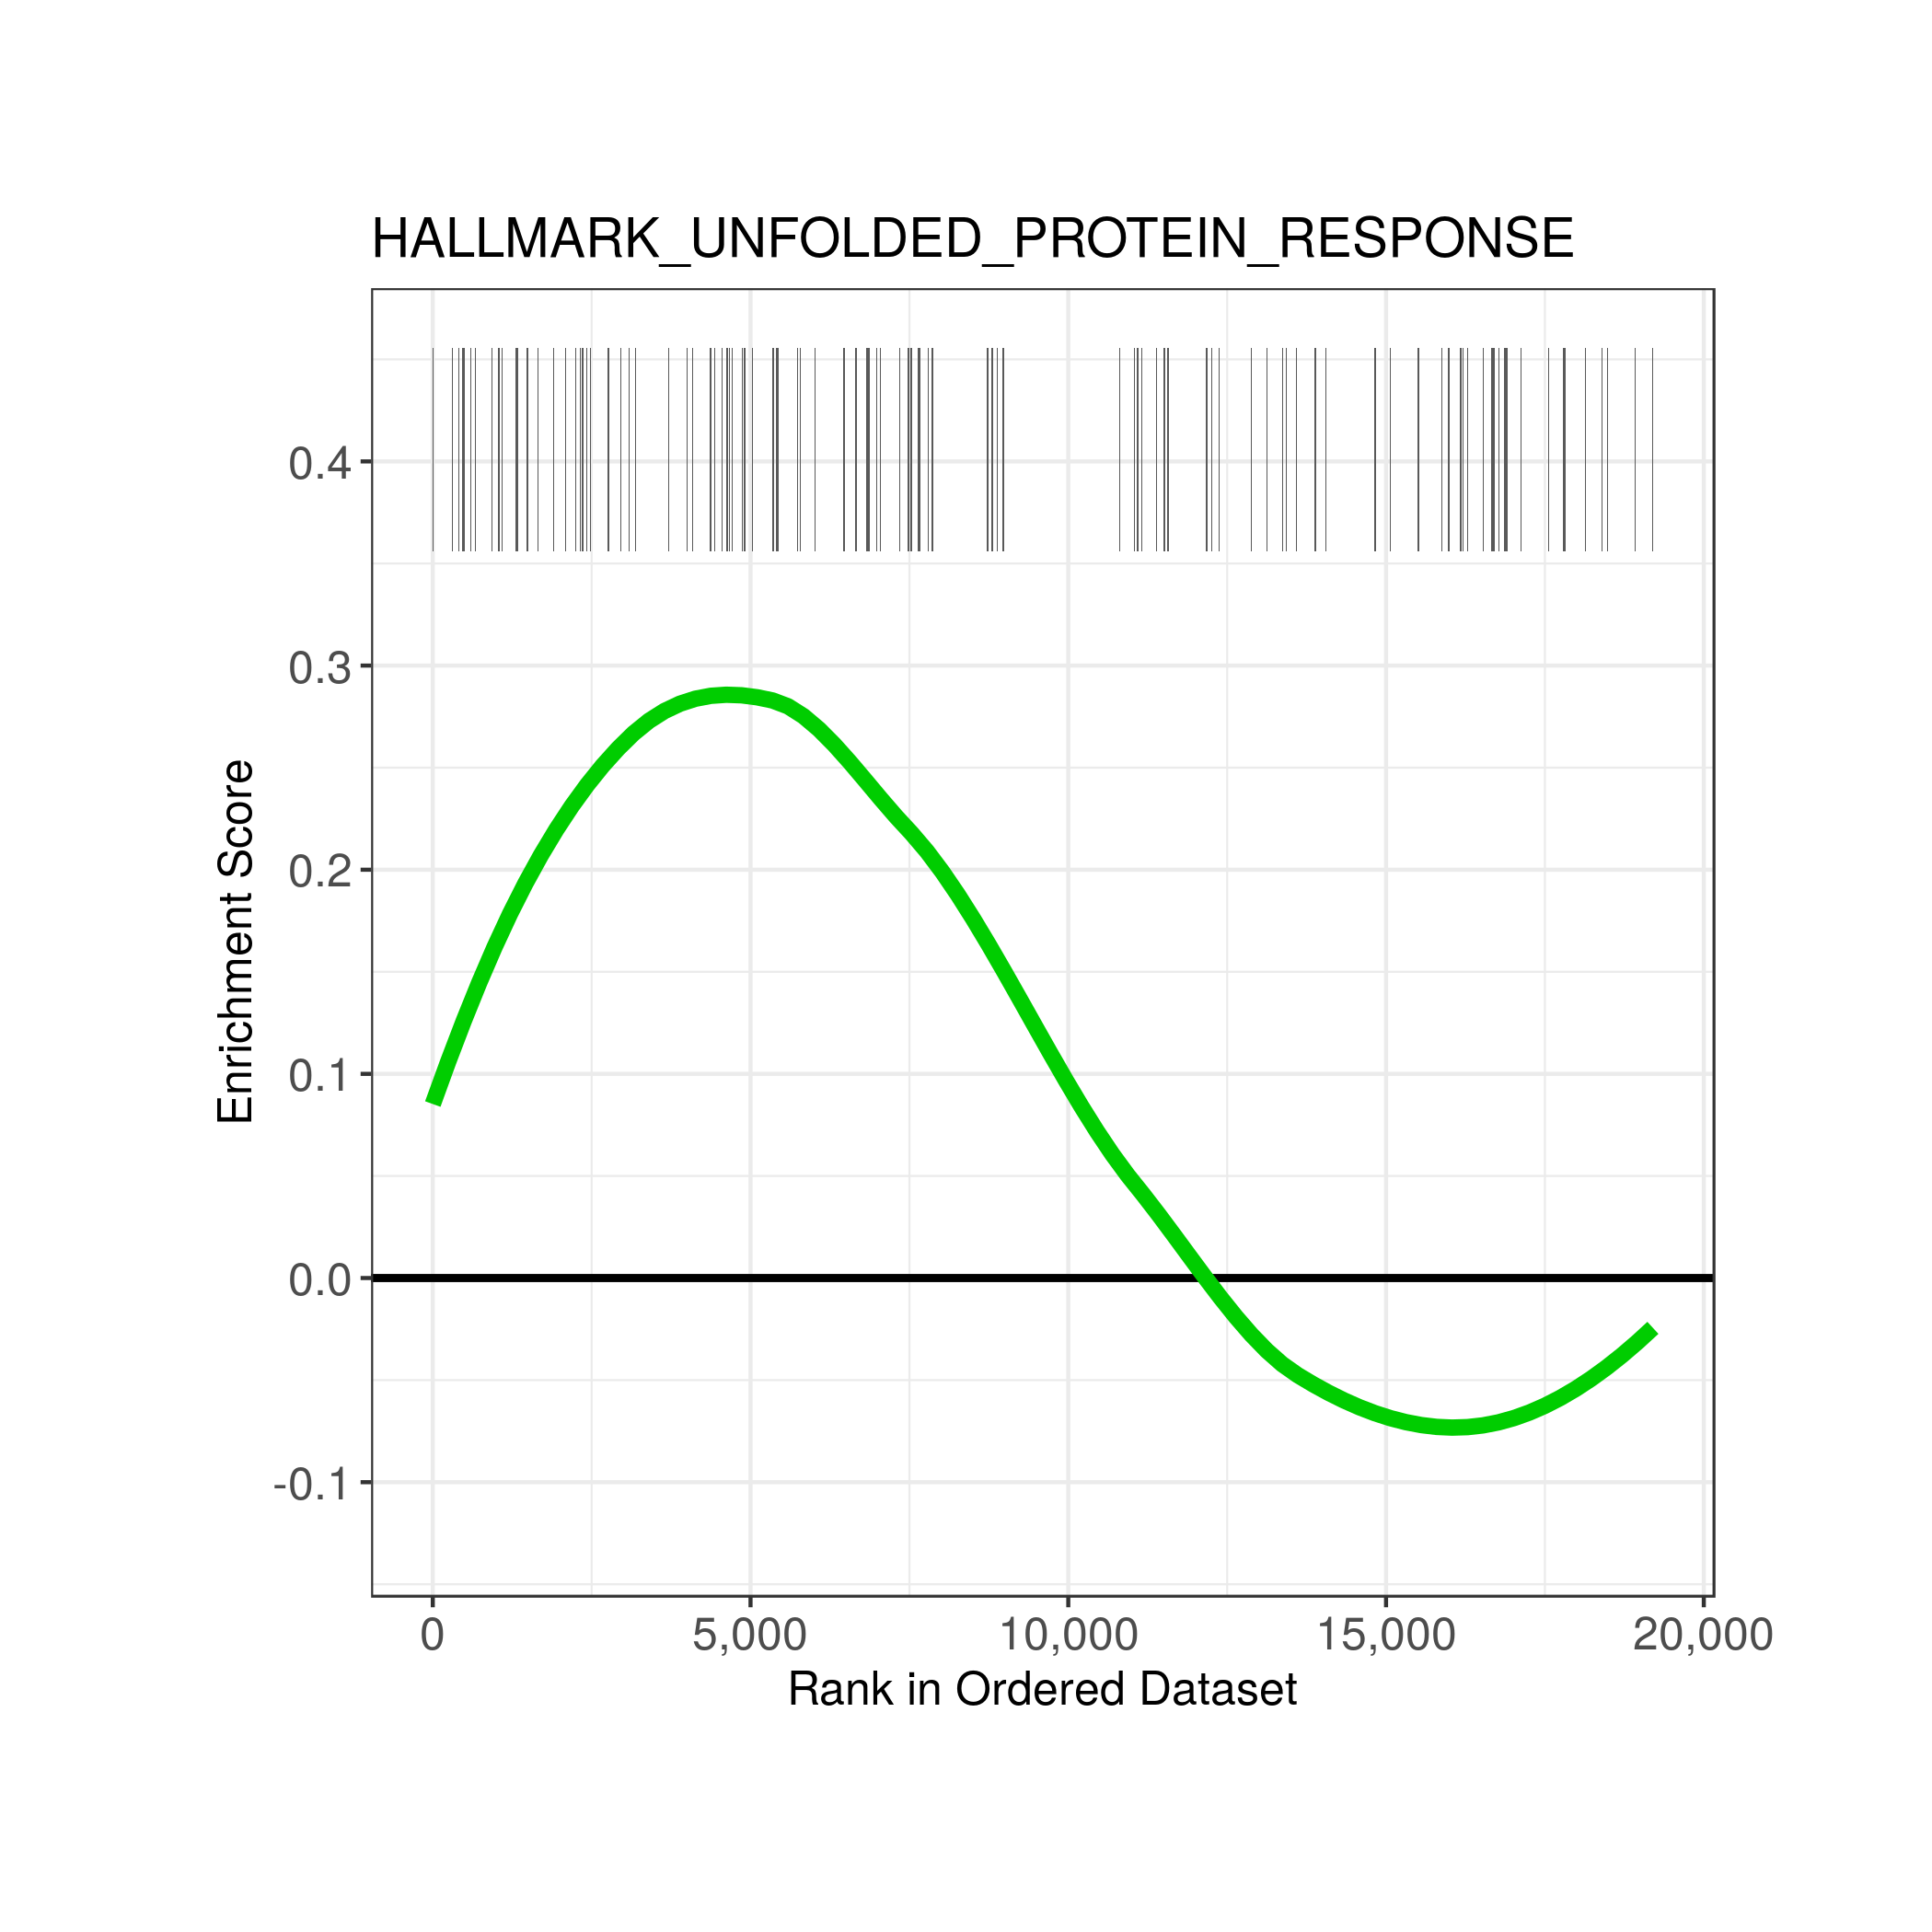 HALLMARK_UNFOLDED_PROTEIN_RESPONSE
0.4
0.3
0.2
0.1
0.0
-0.1
Enrichment Score
0 5,000 10,000 15,000 20,000
Rank in Ordered Dataset